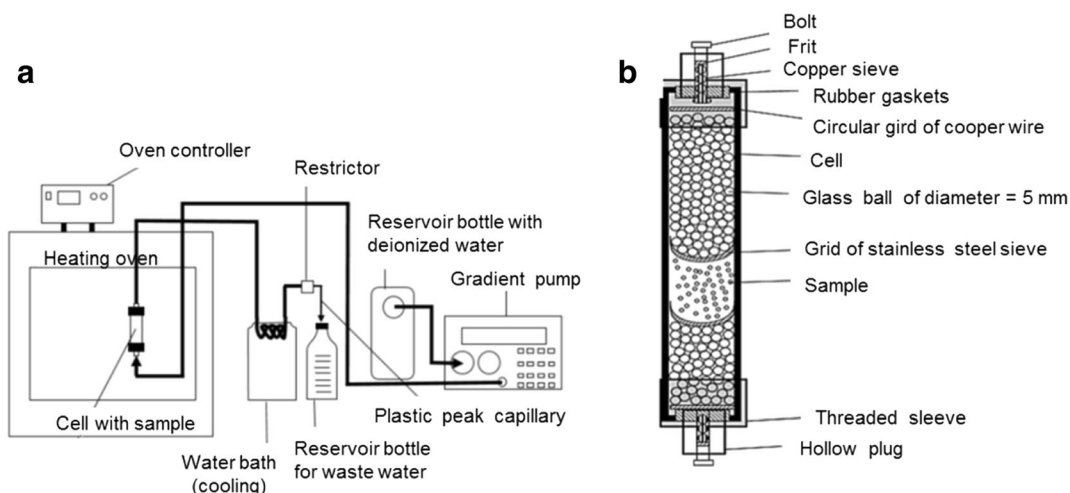 a
Oven controller
Restrictor
Reservoir bottle with
deionized water
Gradient pump
Heating oven
Cell with sample
Water bath
(cooling)
Reservoir bottle
for waste water
Plastic peak capillary
b
Bolt
Frit
Copper sieve
Rubber gaskets
Circular gird of cooper wire
Cell
Glass ball of diameter = 5 mm
Grid of stainless steel sieve
Sample
Threaded sleeve
Hollow plug